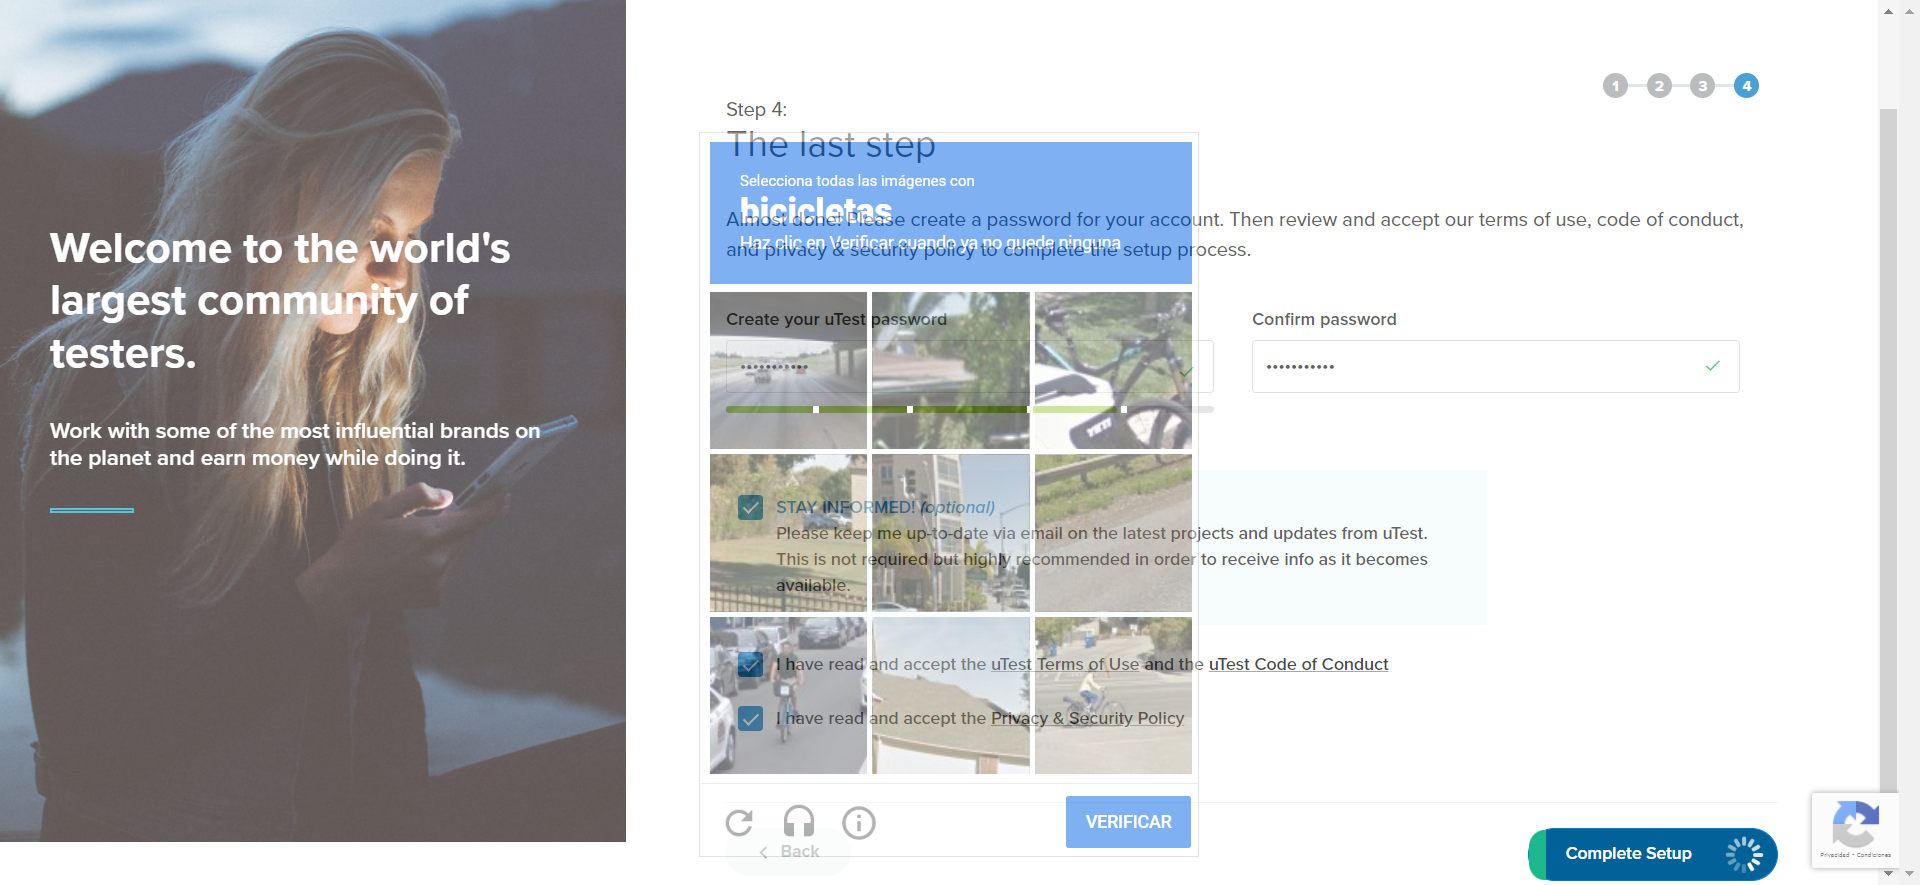 Welcome to the world's
largest community of
testers.
Work with some of the most influential brands on
the planet and earn money while doing it.
1 2 3 4
Step 4:
The last step
Selecciona todas las imágenes con
bicicletas
Haz clic en Verificar cuando ya no quede ninguna
Almost done! Please create a password for your account. Then review and accept our terms of use, code of conduct,
and privacy & security policy to complete the setup process.
Create your uTest password
Confirm password
YETI
STAY INFORMED! (optional)
Please keep me up-to-date via email on the latest projects and updates from uTest.
This is not required but highly recommended in order to receive info as it becomes
available.
I have read and accept the uTest Terms of Use and the uTest Code of Conduct
I have read and accept the Privacy & Security Policy
VERIFICAR
Back
Complete Setup
Privacidad - Condiciones